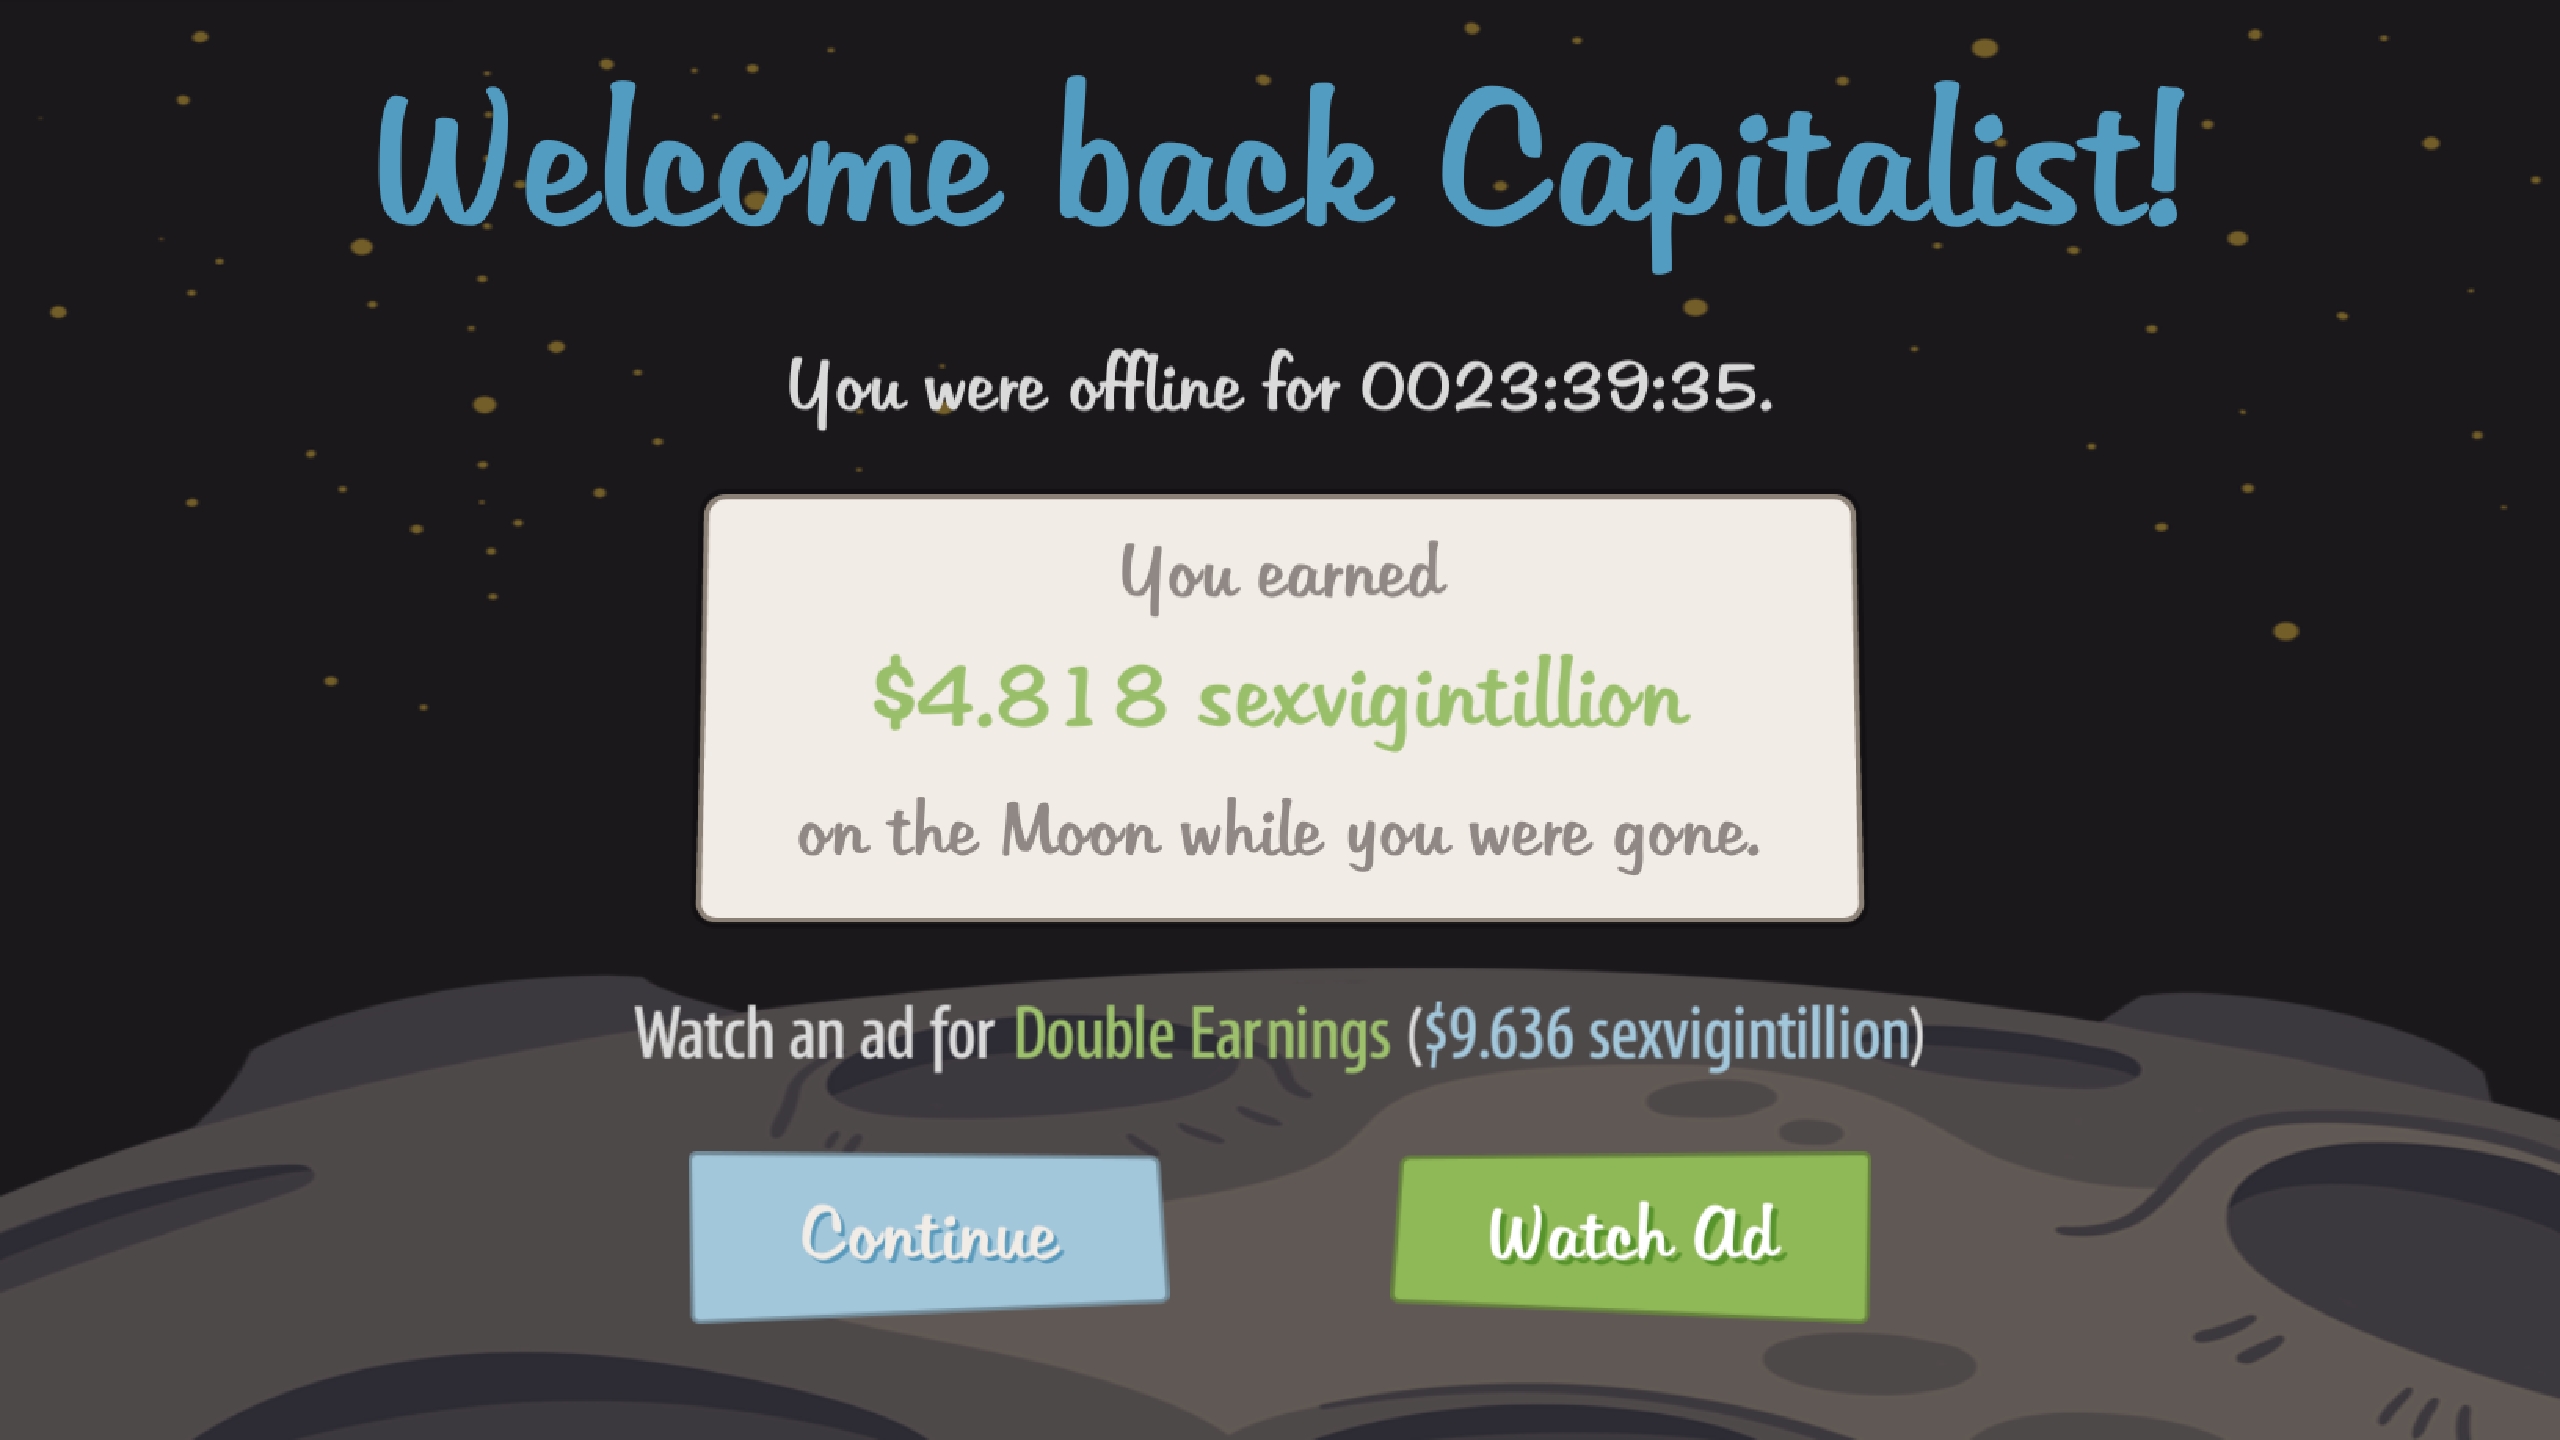 Welcome back Capitalist!
You were offline for 0023:39:35.
You earned
$4.818 sexvigintillion
on the Moon while you were gone.
Watch an ad for Double Earnings ($9.636 sexvigintillion)
Continue
Watch Ad